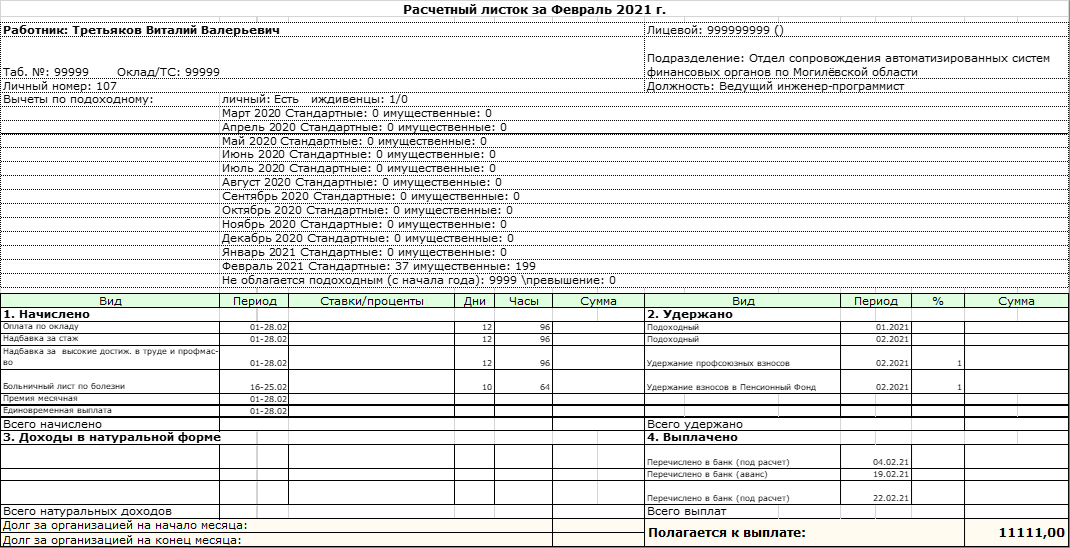 Расчетный листок за Февраль 2021 г.
Работник: Третьяков Виталий Валерьевич Лицевой: 999999999 ()
Таб. №: 99999 Оклад/ТС: 99999 Подразделение: Отдел сопровождения автоматизированных систем
финансовых органов по Могилёвской области
Личный номер: 107 Должность: Ведущий инженер-программист
Вычеты по подоходному: личный: Есть иждивенцы: 1/0
Март 2020 Стандартные: 0 имущественные: 0
Апрель 2020 Стандартные: 0 имущественные: 0
Май 2020 Стандартные: 0 имущественные: 0
Июнь 2020 Стандартные: 0 имущественные: 0
Июль 2020 Стандартные: 0 имущественные: 0
Август 2020 Стандартные: 0 имущественные: 0
Сентябрь 2020 Стандартные: 0 имущественные: 0
Октябрь 2020 Стандартные: 0 имущественные: 0
Ноябрь 2020 Стандартные: 0 имущественные: 0
Декабрь 2020 Стандартные: 0 имущественные: 0
Январь 2021 Стандартные: 0 имущественные: 0
Февраль 2021 Стандартные: 37 имущественные: 199
Не облагается подоходным (с начала года): 9999 \превышение: 0
Вид Период Ставки/проценты Дни Часы Сумма Вид Период % Сумма
1. Начислено 2. Удержано
Оплата по окладу 01-28.02 12 96 Подоходный 01.2021
Надбавка за стаж 01-28.02 12 96 Подоходный 02.2021
Надбавка за высокие достиж. в труде и профмас-
во 01-28.02 12 96 Удержание профсоюзных взносов 02.2021 1
Больничный лист по болезни 16-25.02 10 64 Удержание взносов в Пенсионный Фонд 02.2021 1
Премия месячная 01-28.02
Единовременная выплата 01-28.02
Всего начислено Всего удержано
3. Доходы в натуральной форме 4. Выплачено
Перечислено в банк (под расчет) 04.02.21
Перечислено в банк (аванс) 19.02.21
Перечислено в банк (под расчет) 22.02.21
Всего натуральных доходов Всего выплат
Долг за организацией на начало месяца:
Полагается к выплате: 11111,00
Долг за организацией на конец месяца: